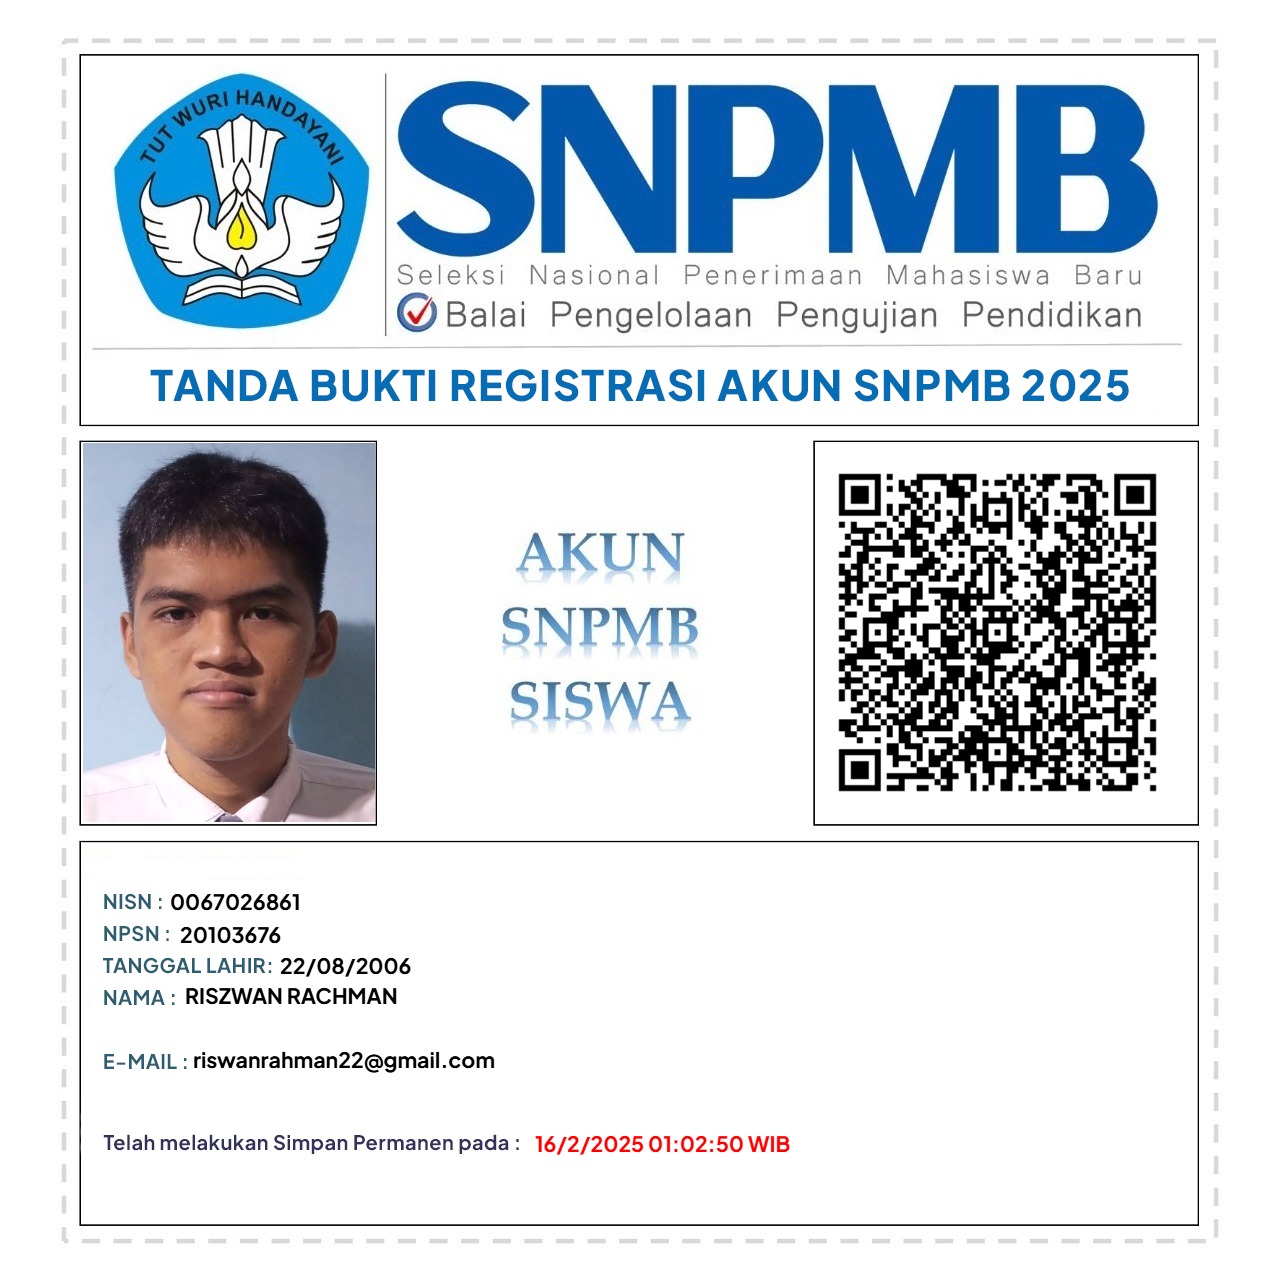 TUT WURI HANDAYANI
SNPMB
Seleksi Nasional Penerimaan Mahasiswa Baru
Balai Pengelolaan Pengujian Pendidikan
TANDA BUKTI REGISTRASI AKUN SNPMB 2025
AKUN
SNPMB
SISWA
NISN : 0067026861
NPSN : 20103676
TANGGAL LAHIR: 22/08/2006
NAMA : RISZWAN RACHMAN
E-MAIL : riswanrahman22@gmail.com
Telah melakukan Simpan Permanen pada : 16/2/2025 01:02:50 WIB